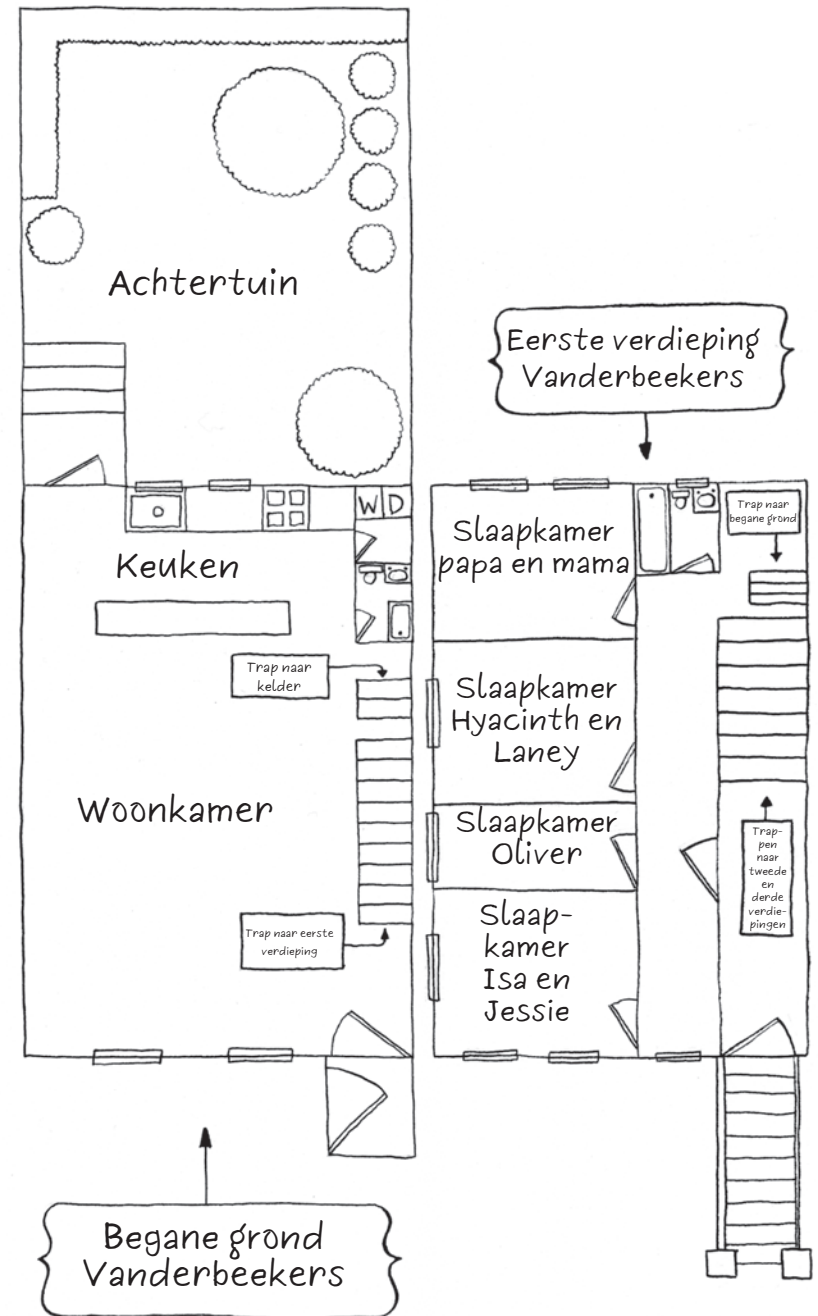 Achtertuin
W D
Keuken
Trap naar
kelder
Woonkamer
Trap naar eerste
verdieping
Begane grond
Vanderbeekers
Eerste verdieping
Vanderbeekers
Slaapkamer
papa en mama
Trap naar
begane grond
Slaapkamer
Hyacinth en
Laney
Slaapkamer
Oliver
Slaap-
kamer
Isa en
Jessie
Trap-
pen
naar
tweede
en
derde
verdie-
pingen